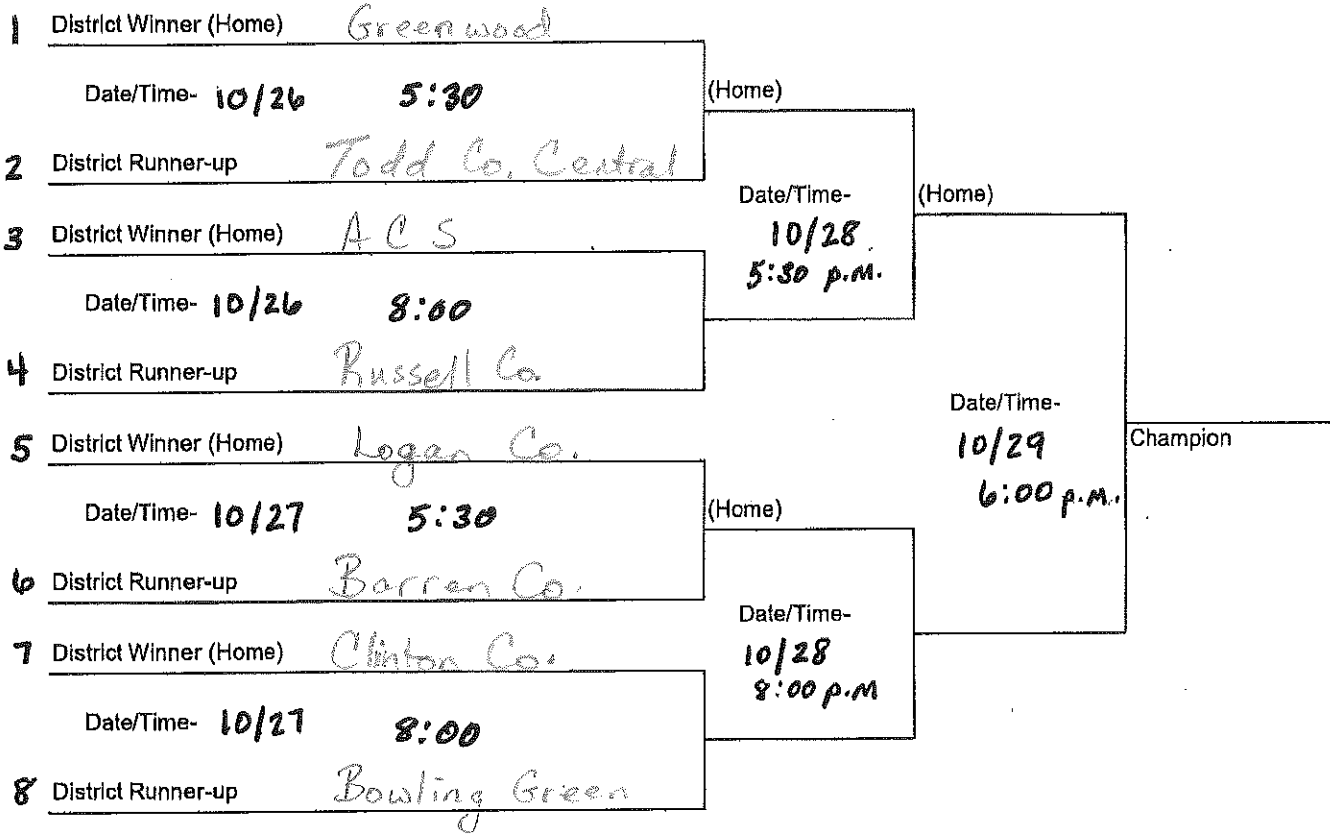 1 District Winner (Home) Greenwood
Date/Time- 10/26 5:30
(Home)
2 District Runner-up Todd Co. Central
Date/Time-
(Home)
3 District Winner (Home) A C S
10/28
5:30 p.m.
Date/Time- 10/26 8:00
4 District Runner-up Russell Co.
Date/Time-
10/29
6:00 p.m.
Champion
5 District Winner (Home) Logan Co.
Date/Time- 10/27 5:30
(Home)
6 District Runner-up Barren Co.
Date/Time-
10/28
8:00 p.m
7 District Winner (Home) Clinton Co.
Date/Time- 10/27 8:00
8 District Runner-up Bowling Green